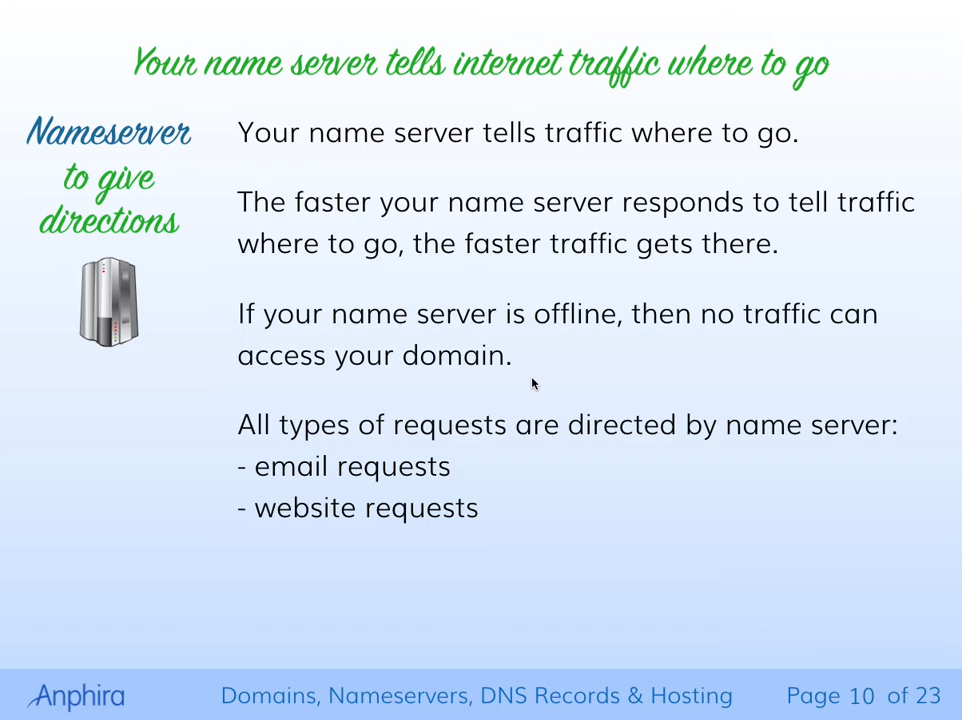 Your name server tells internet traffic where to go
Nameserver
to give
directions
Your name server tells traffic where to go.
The faster your name server responds to tell traffic
where to go, the faster traffic gets there.
If your name server is offline, then no traffic can
access your domain.
All types of requests are directed by name server:
- email requests
- website requests
Anphira
Domains, Nameservers, DNS Records & Hosting
Page 10 of 23